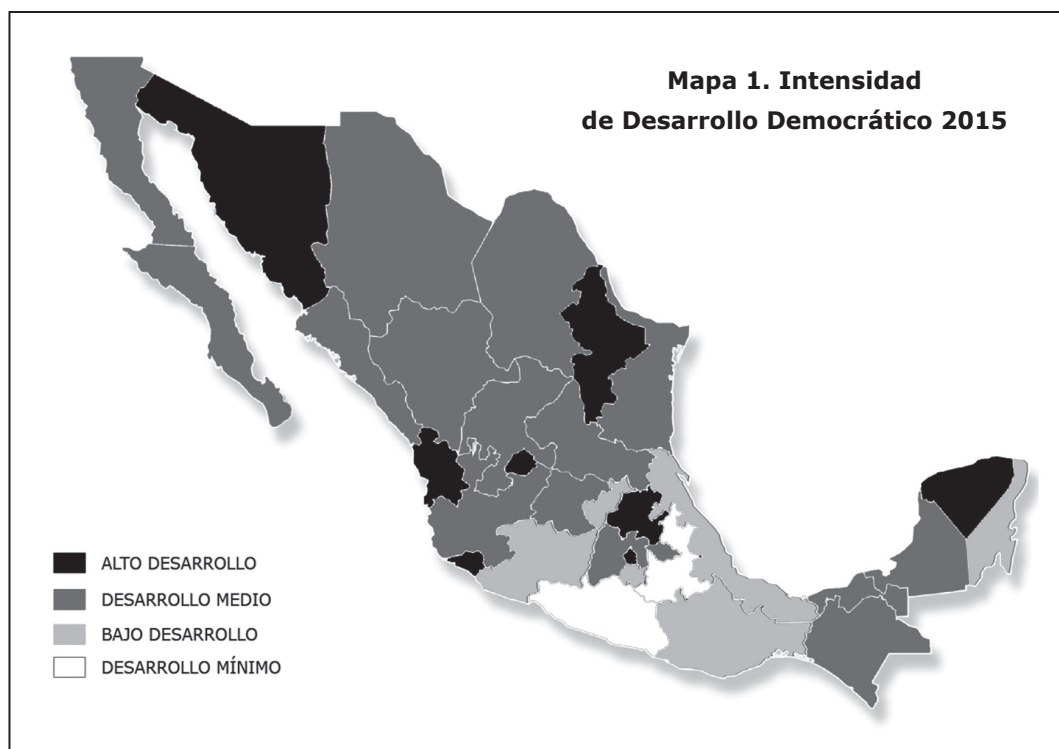 Mapa 1. Intensidad
de Desarrollo Democrático 2015
ALTO DESARROLLO
DESARROLLO MEDIO
BAJO DESARROLLO
DESARROLLO MÍNIMO